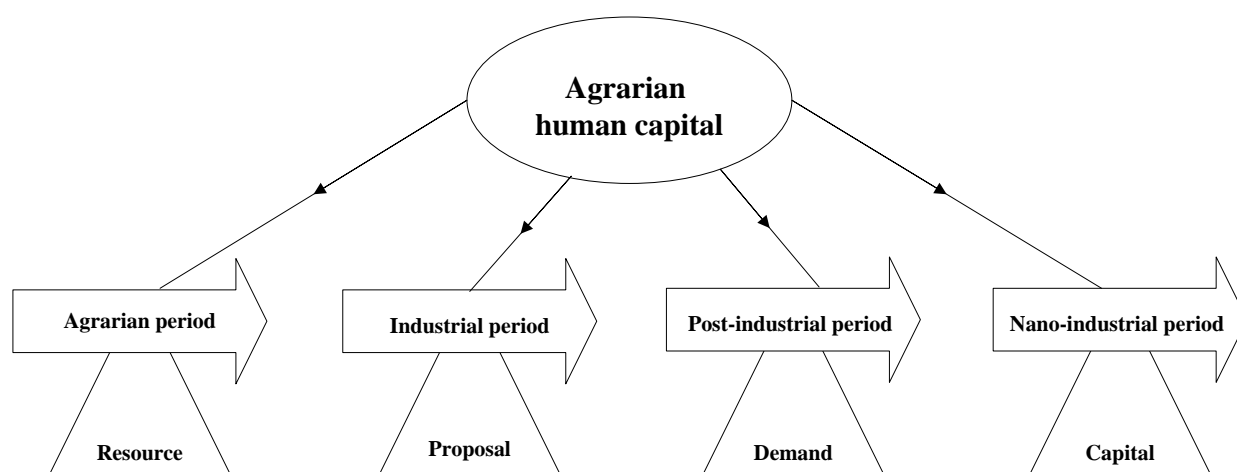 Agrarian
human capital
Agrarian period
Industrial period
Post-industrial period
Nano-industrial period
Resource
Proposal
Demand
Capital